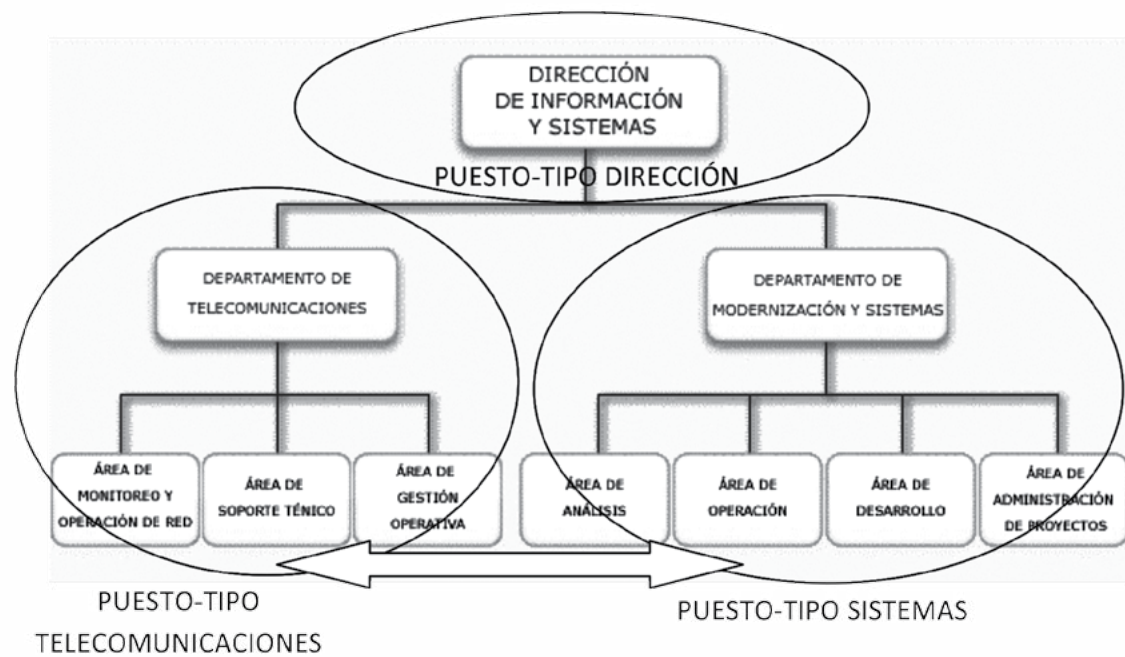 DIRECCIÓN
DE INFORMACIÓN
Y SISTEMAS
PUESTO-TIPO DIRECCIÓN
DEPARTAMENTO DE
TELECOMUNICACIONES
DEPARTAMENTO DE
MODERNIZACIÓN Y SISTEMAS
ÁREA DE
MONITOREO Y
OPERACIÓN DE RED
ÁREA DE
SOPORTE TÉNICO
ÁREA DE
GESTIÓN
OPERATIVA
ÁREA DE
ANÁLISIS
ÁREA DE
OPERACIÓN
ÁREA DE
DESARROLLO
ÁREA DE
ADMINISTRACIÓN
DE PROYECTOS
PUESTO-TIPO
TELECOMUNICACIONES
PUESTO-TIPO SISTEMAS